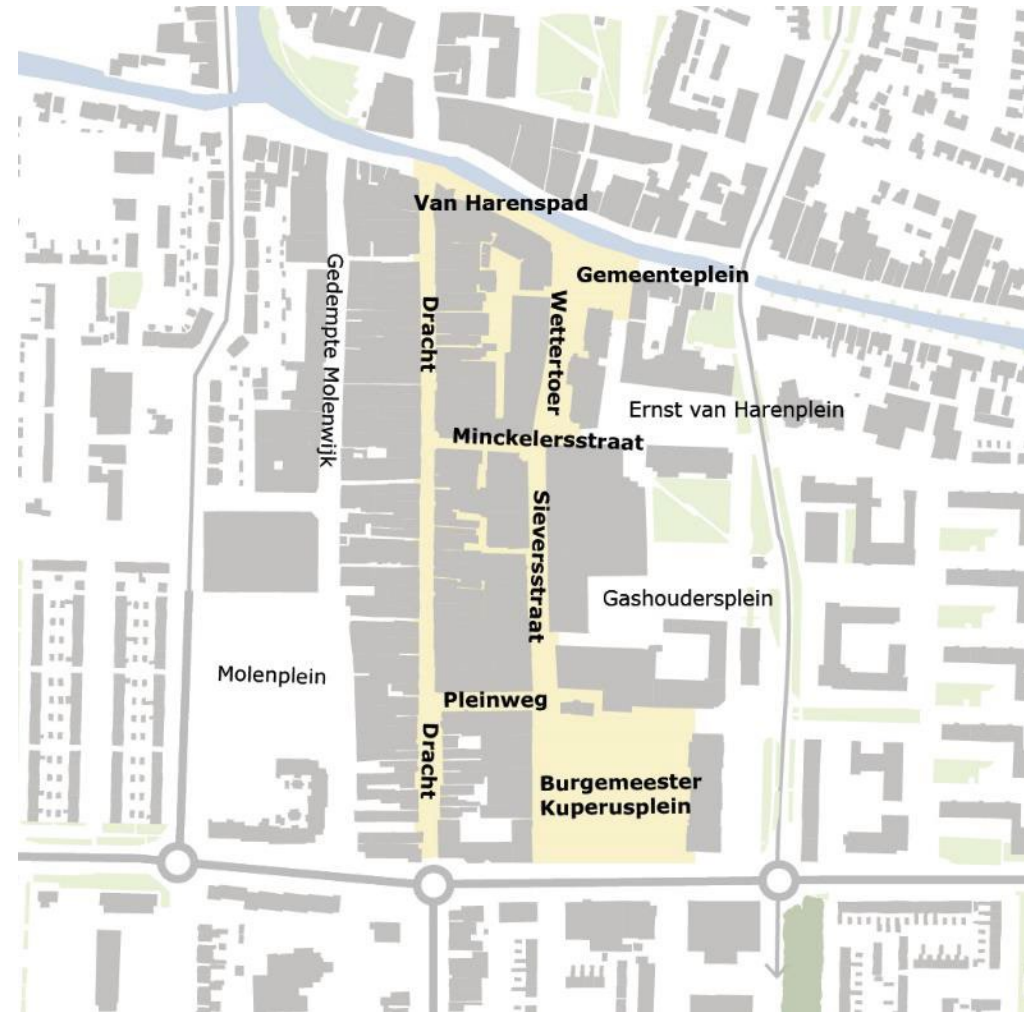 Van Harenspad
Gemeenteplein
Gedempte Molenwijk
Dracht
Wettertoer
Ernst van Harenplein
Minckelersstraat
Sieversstraat
Gashoudersplein
Molenplein
Pleinweg
Dracht
Burgemeester
Kuperusplein